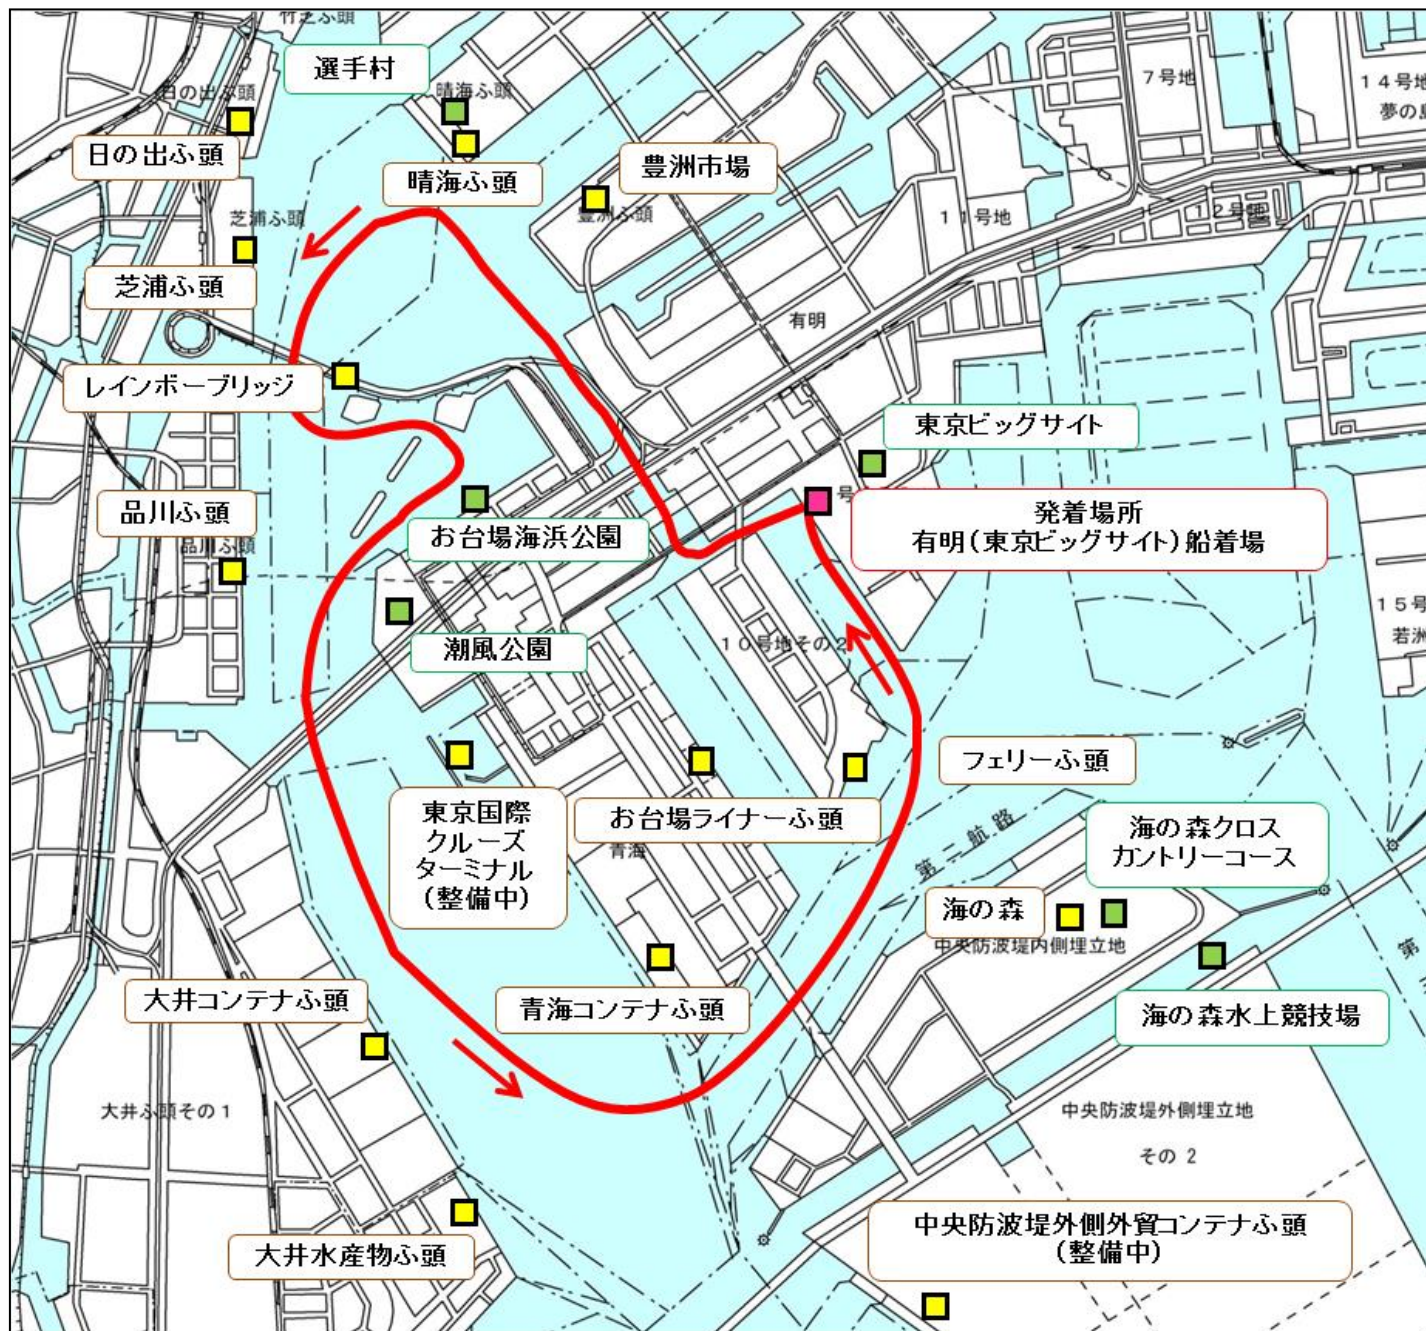 竹芝ふ頭
選手村
日の出ふ頭
晴海ふ頭
７号地
１４号地
日の出ふ頭
晴海ふ頭
豊洲市場
豊洲ふ頭
１１号地
１２号地
芝浦ふ頭
芝浦ふ頭
有明
レインボーブリッジ
東京ビッグサイト
品川ふ頭
品川ふ頭
お台場海浜公園
号
発着場所
有明（東京ビッグサイト）船着場
１５号
若洲
潮風公園
１０号地その２
フェリーふ頭
東京国際
クルーズ
ターミナル
（整備中）
お台場ライナーふ頭
青海
海の森クロス
カントリーコース
第一航路
海の森
中央防波堤内側埋立地
第
大井コンテナふ頭
青海コンテナふ頭
海の森水上競技場
大井ふ頭その１
中央防波堤外側埋立地
その２
大井水産物ふ頭
中央防波堤外側外貿コンテナふ頭
（整備中）